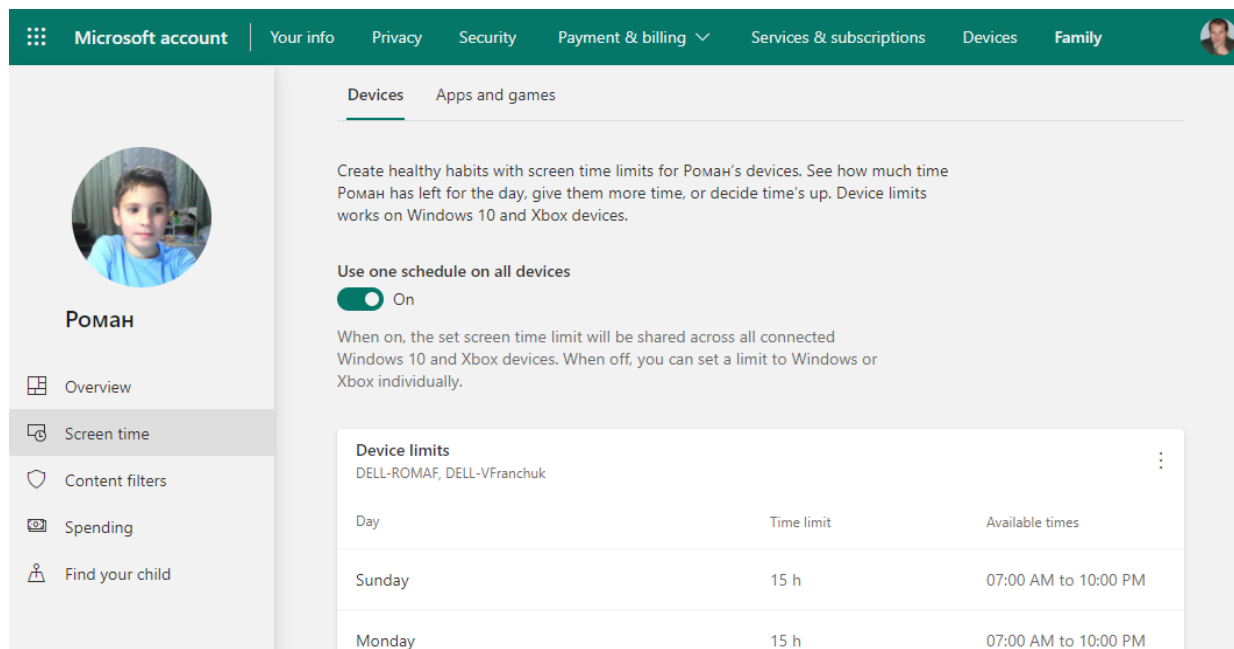 Microsoft account Your info Privacy Security Payment & billing Services & subscriptions Devices Family
Devices Apps and games
Create healthy habits with screen time limits for Роман's devices. See how much time
Роман has left for the day, give them more time, or decide time's up. Device limits
works on Windows 10 and Xbox devices.
Use one schedule on all devices
On
When on, the set screen time limit will be shared across all connected
Windows 10 and Xbox devices. When off, you can set a limit to Windows or
Xbox individually.
Роман
Overview
Screen time
Content filters
Spending
Find your child
Device limits
DELL-ROMAF, DELL-VFranchuk
Day Time limit Available times
Sunday 15 h 07:00 AM to 10:00 PM
Monday 15 h 07:00 AM to 10:00 PM